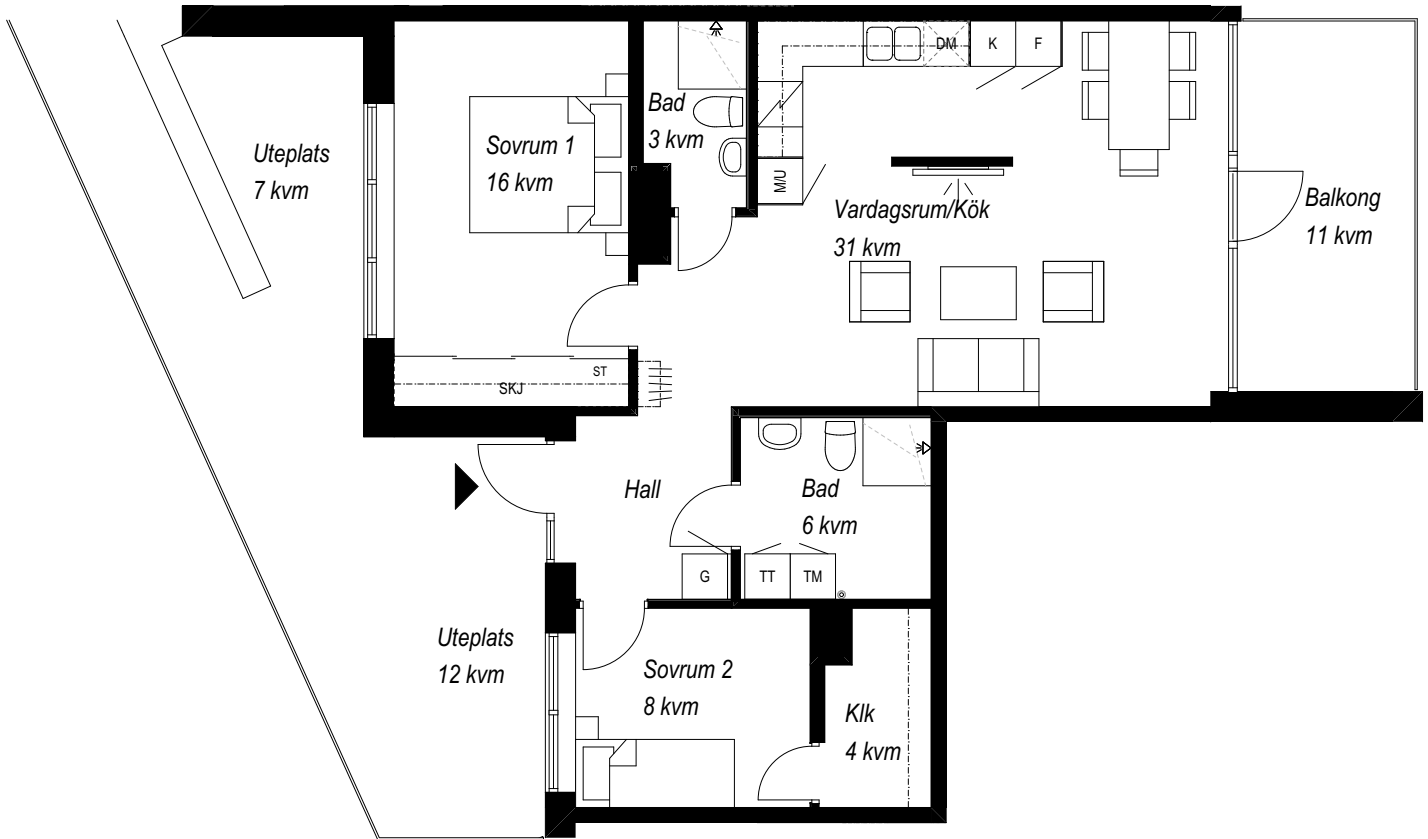 DM
K
F
Bad
3 kvm
Sovrum 1
16 kvm
Uteplats
7 kvm
M/U
Vardagsrum/Kök
31 kvm
Balkong
11 kvm
ST
SKJ
Hall
Bad
6 kvm
G
TT
TM
Uteplats
12 kvm
Sovrum 2
8 kvm
Klk
4 kvm